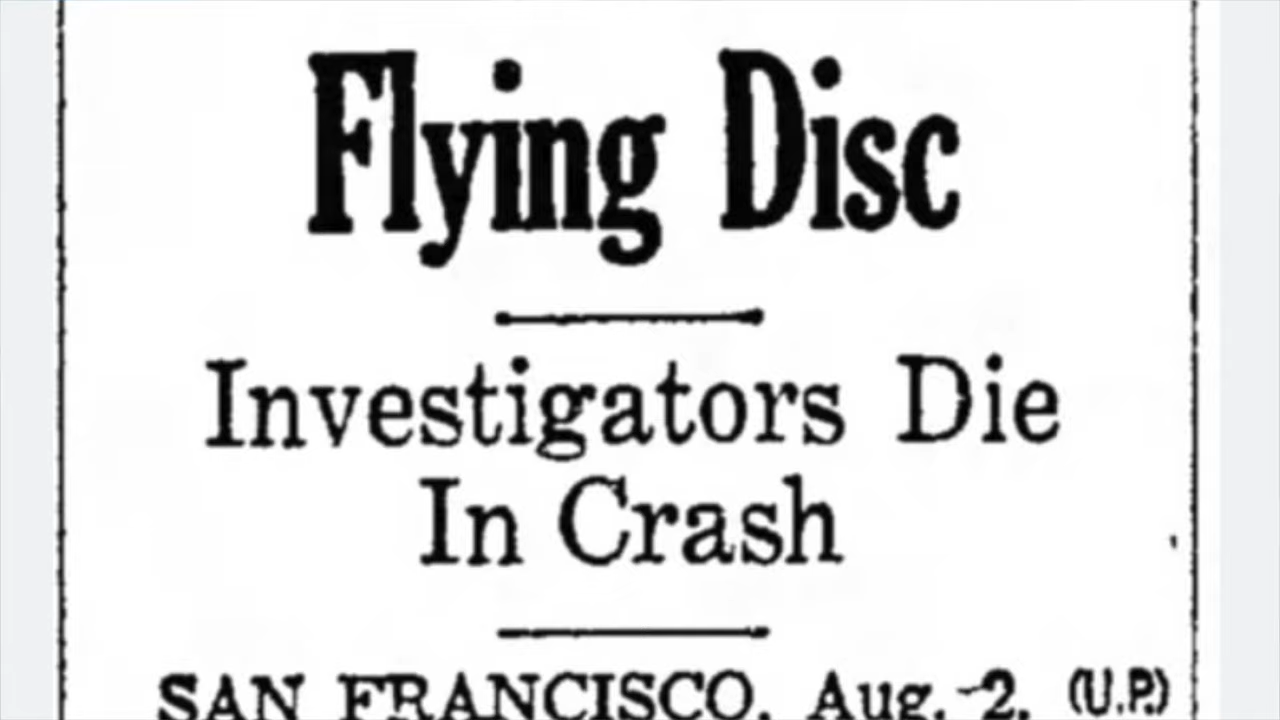 Flying Disc
Investigators Die
In Crash
SAN FRANCISCO, Aug. 2. (U.P.)